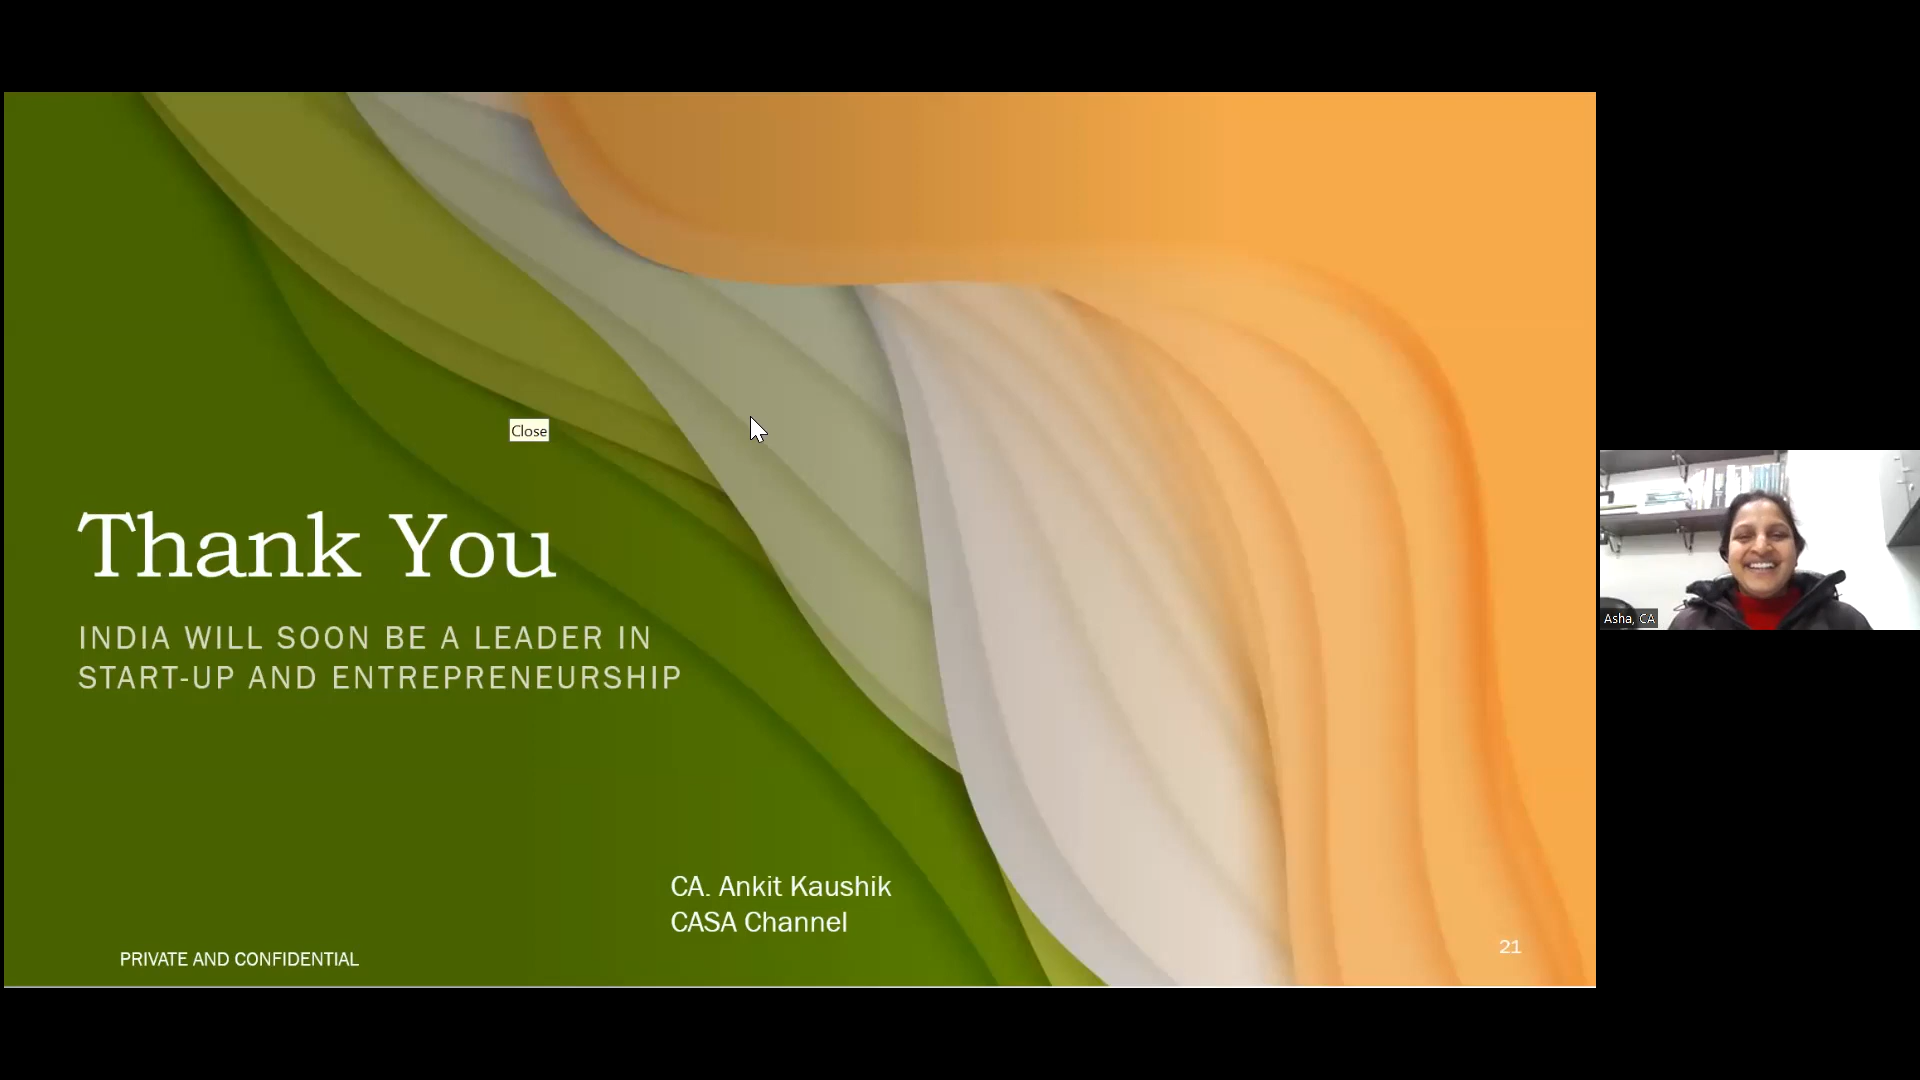 Close
Thank You
INDIA WILL SOON BE A LEADER IN
START-UP AND ENTREPRENEURSHIP
CA. Ankit Kaushik
CASA Channel
PRIVATE AND CONFIDENTIAL
21
Asha, CA